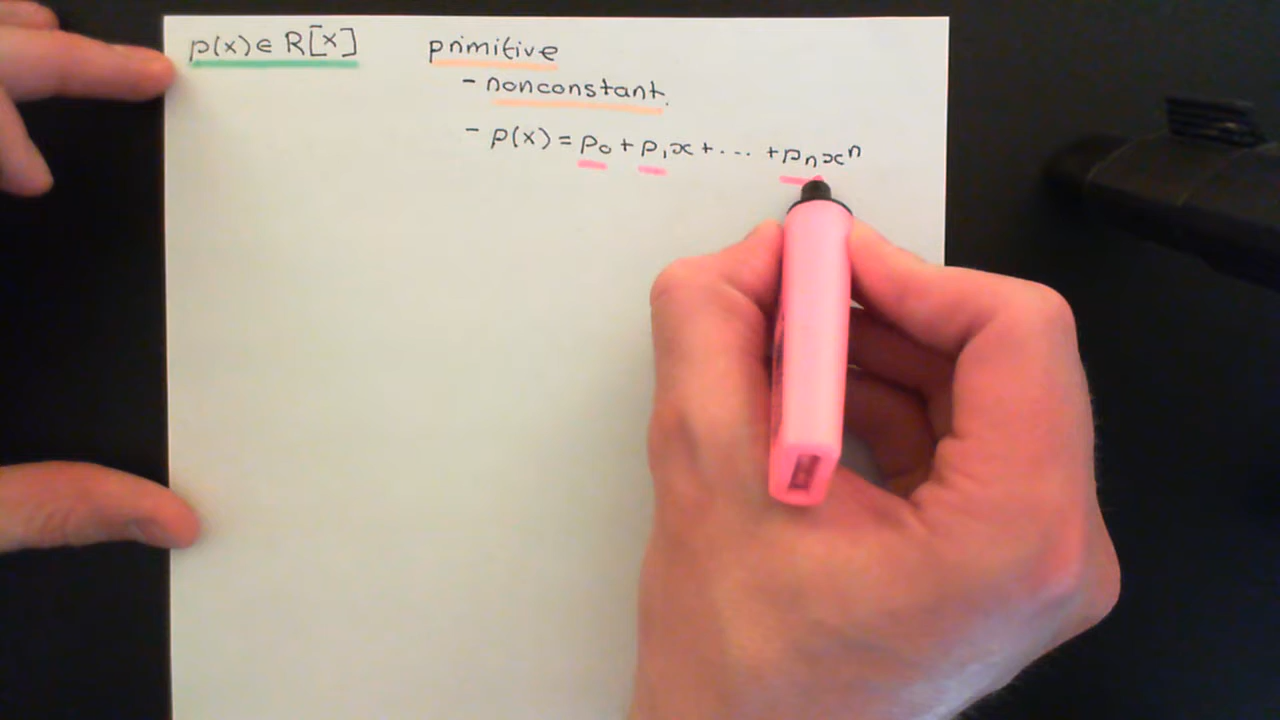 p(x) ∈ R[x]
primitive
- nonconstant.
- p(x) = p₀ + p₁x + ... + pₙxⁿ